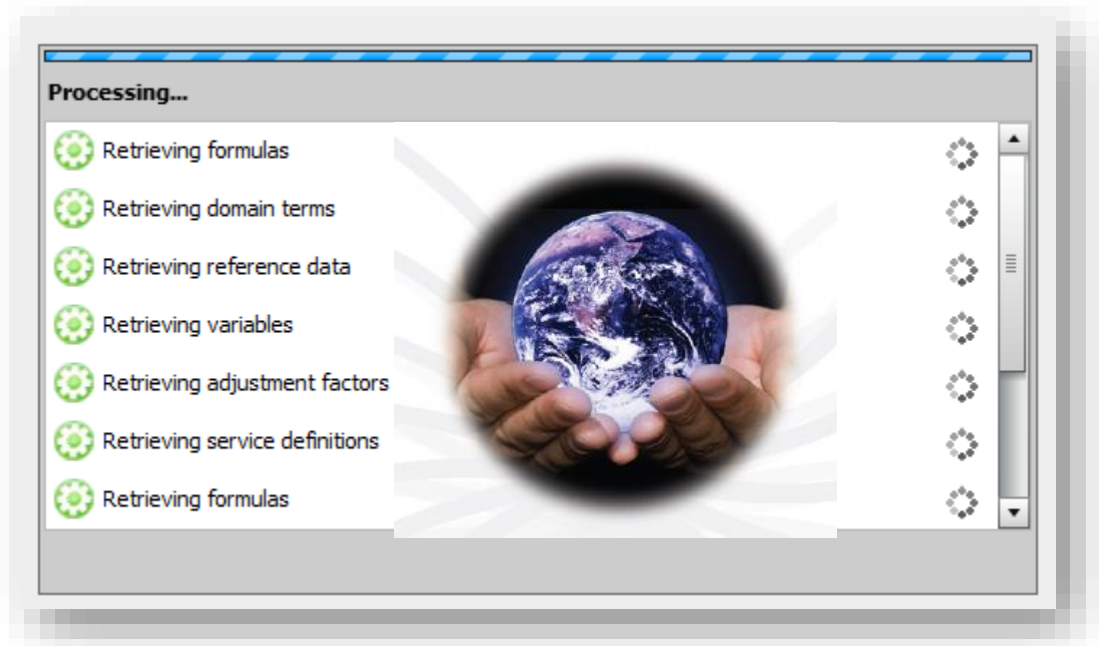 Processing...
Retrieving formulas
Retrieving domain terms
Retrieving reference data
Retrieving variables
Retrieving adjustment factors
Retrieving service definitions
Retrieving formulas